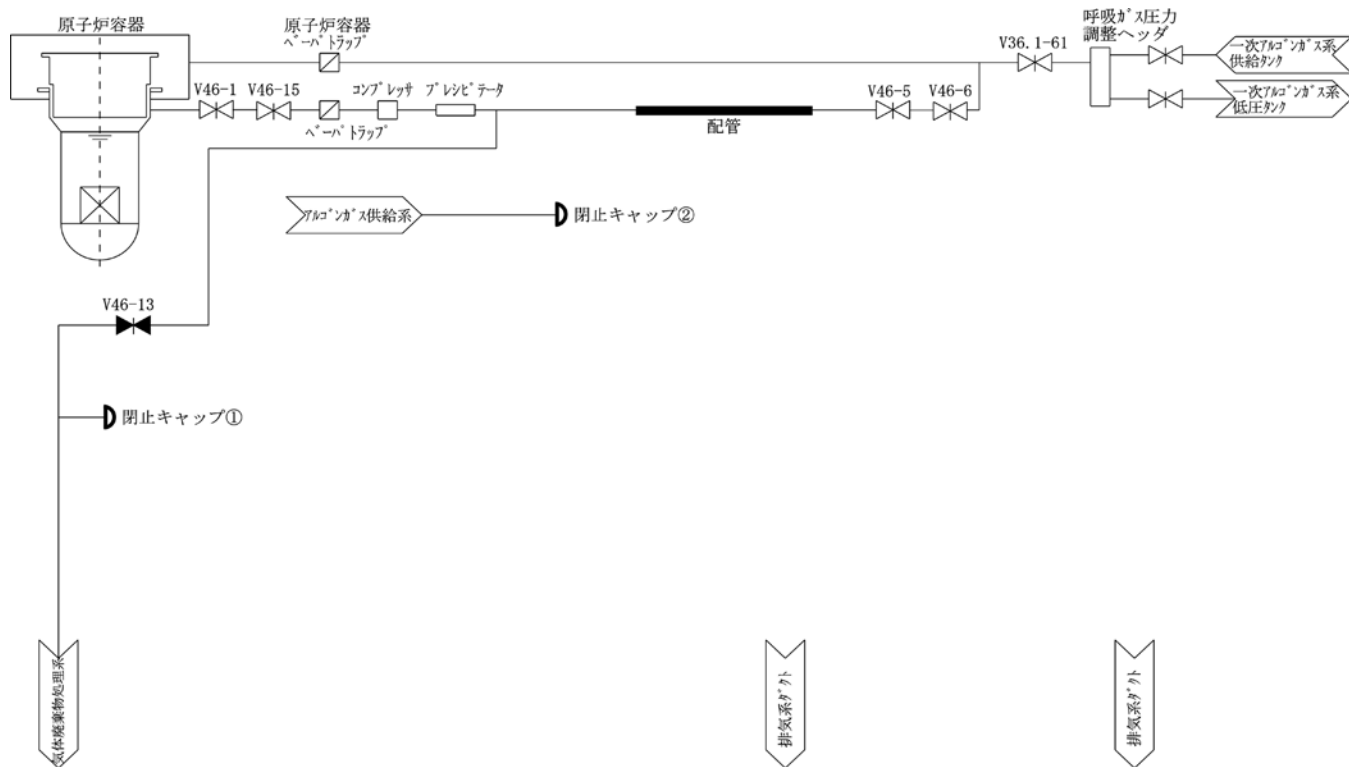 原子炉容器
原子炉容器
ベーパトラップ
V46-1
V46-15
ベーパトラップ
コンプレッサ
プレシピテータ
配管
V46-5
V46-6
V36.1-61
呼吸ガス圧力
調整ヘッダ
一次アルゴンガス系
供給タンク
一次アルゴンガス系
低圧タンク
アルゴンガス供給系
閉止キャップ②
V46-13
閉止キャップ①
気体廃棄物処理系
排気系ダクト
排気系ダクト